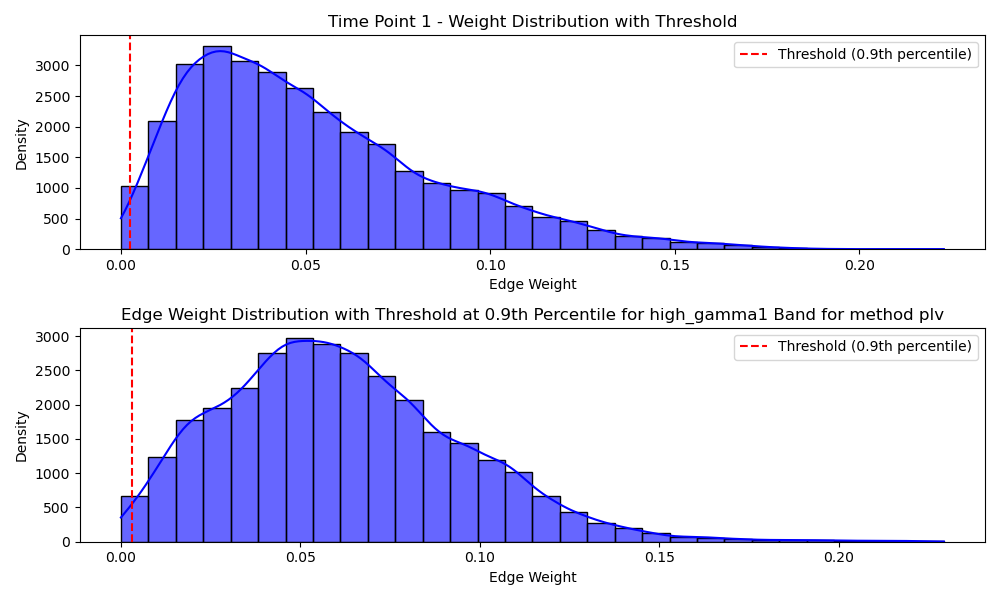 Time Point 1 - Weight Distribution with Threshold
Threshold (0.9th percentile)
Density
3000
2500
2000
1500
1000
500
0
0.00 0.05 0.10 0.15 0.20
Edge Weight
Edge Weight Distribution with Threshold at 0.9th Percentile for high_gamma1 Band for method plv
Threshold (0.9th percentile)
Density
3000
2500
2000
1500
1000
500
0
0.00 0.05 0.10 0.15 0.20
Edge Weight